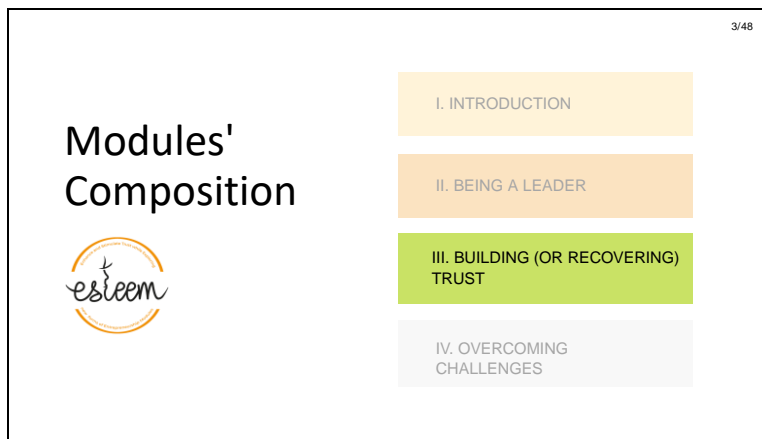 3/48
Modules'
Composition
esteem
I. INTRODUCTION
II. BEING A LEADER
III. BUILDING (OR RECOVERING)
TRUST
IV. OVERCOMING
CHALLENGES